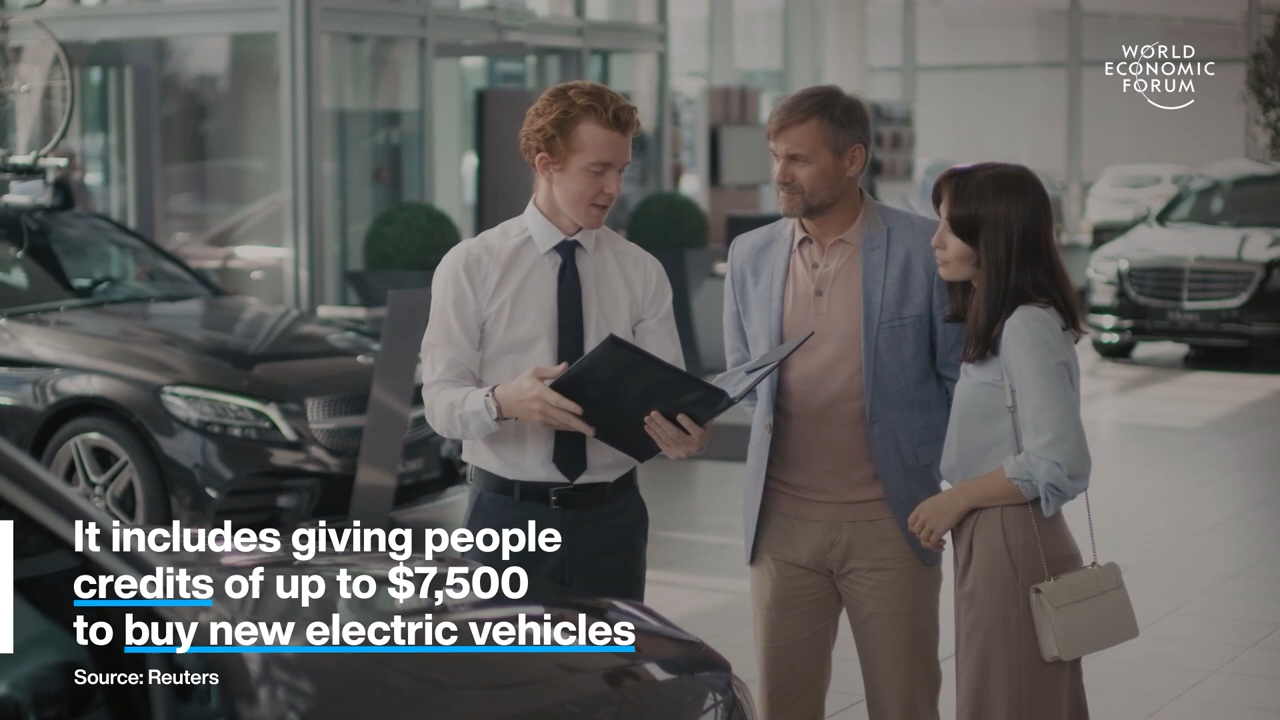 WORLD
ECONOMIC
FORUM
It includes giving people
credits of up to $7,500
to buy new electric vehicles
Source: Reuters